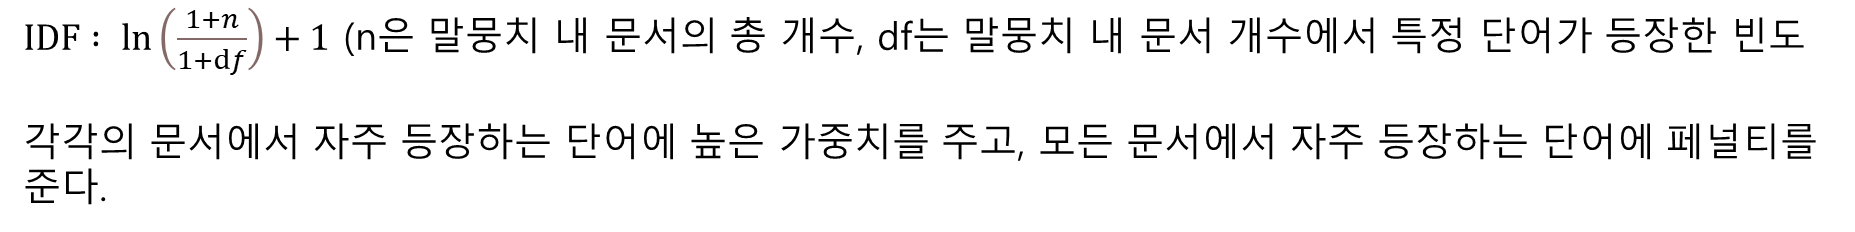 IDF : ln(\frac{1+n}{1+df}) + 1 (n은 말뭉치 내 문서의 총 개수, df는 말뭉치 내 문서 개수에서 특정 단어가 등장한 빈도
각각의 문서에서 자주 등장하는 단어에 높은 가중치를 주고, 모든 문서에서 자주 등장하는 단어에 페널티를
준다.